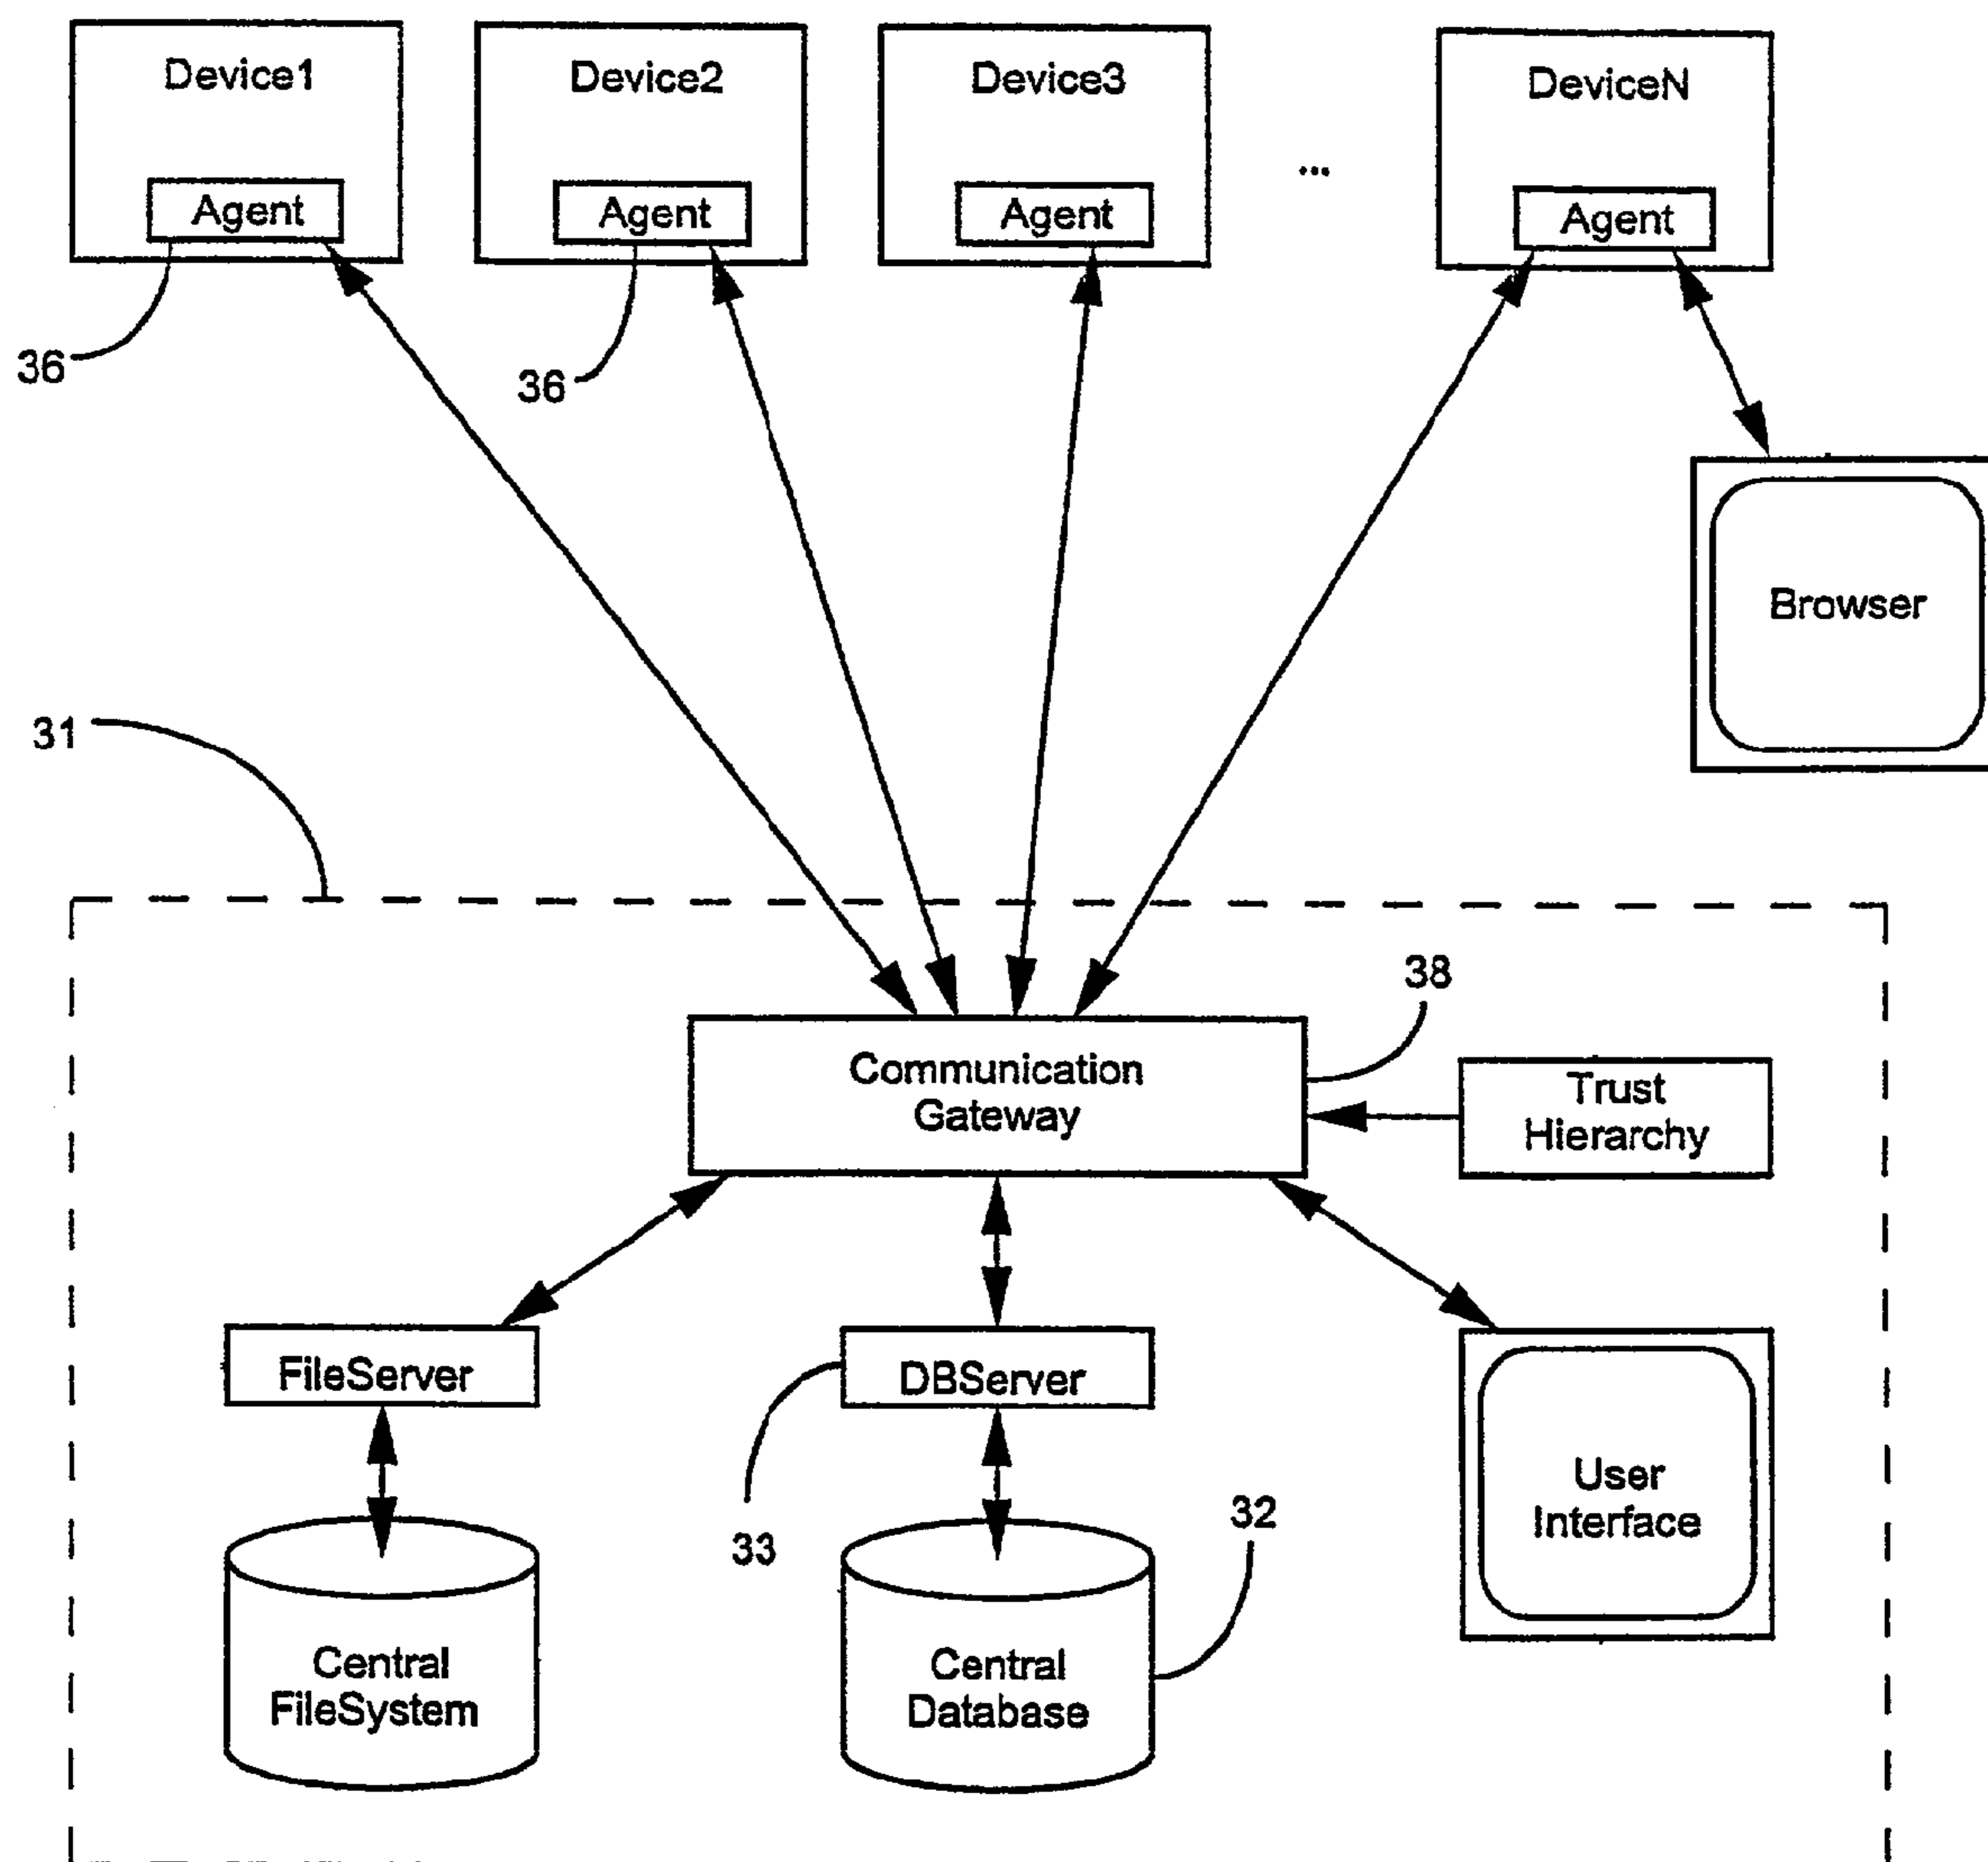 Device1
Device2
Device3
DeviceN
Agent
Agent
Agent
...
Agent
36
36
Browser
31
38
Communication
Gateway
Trust
Hierarchy
FileServer
DBServer
33
32
User
Interface
Central
FileSystem
Central
Database